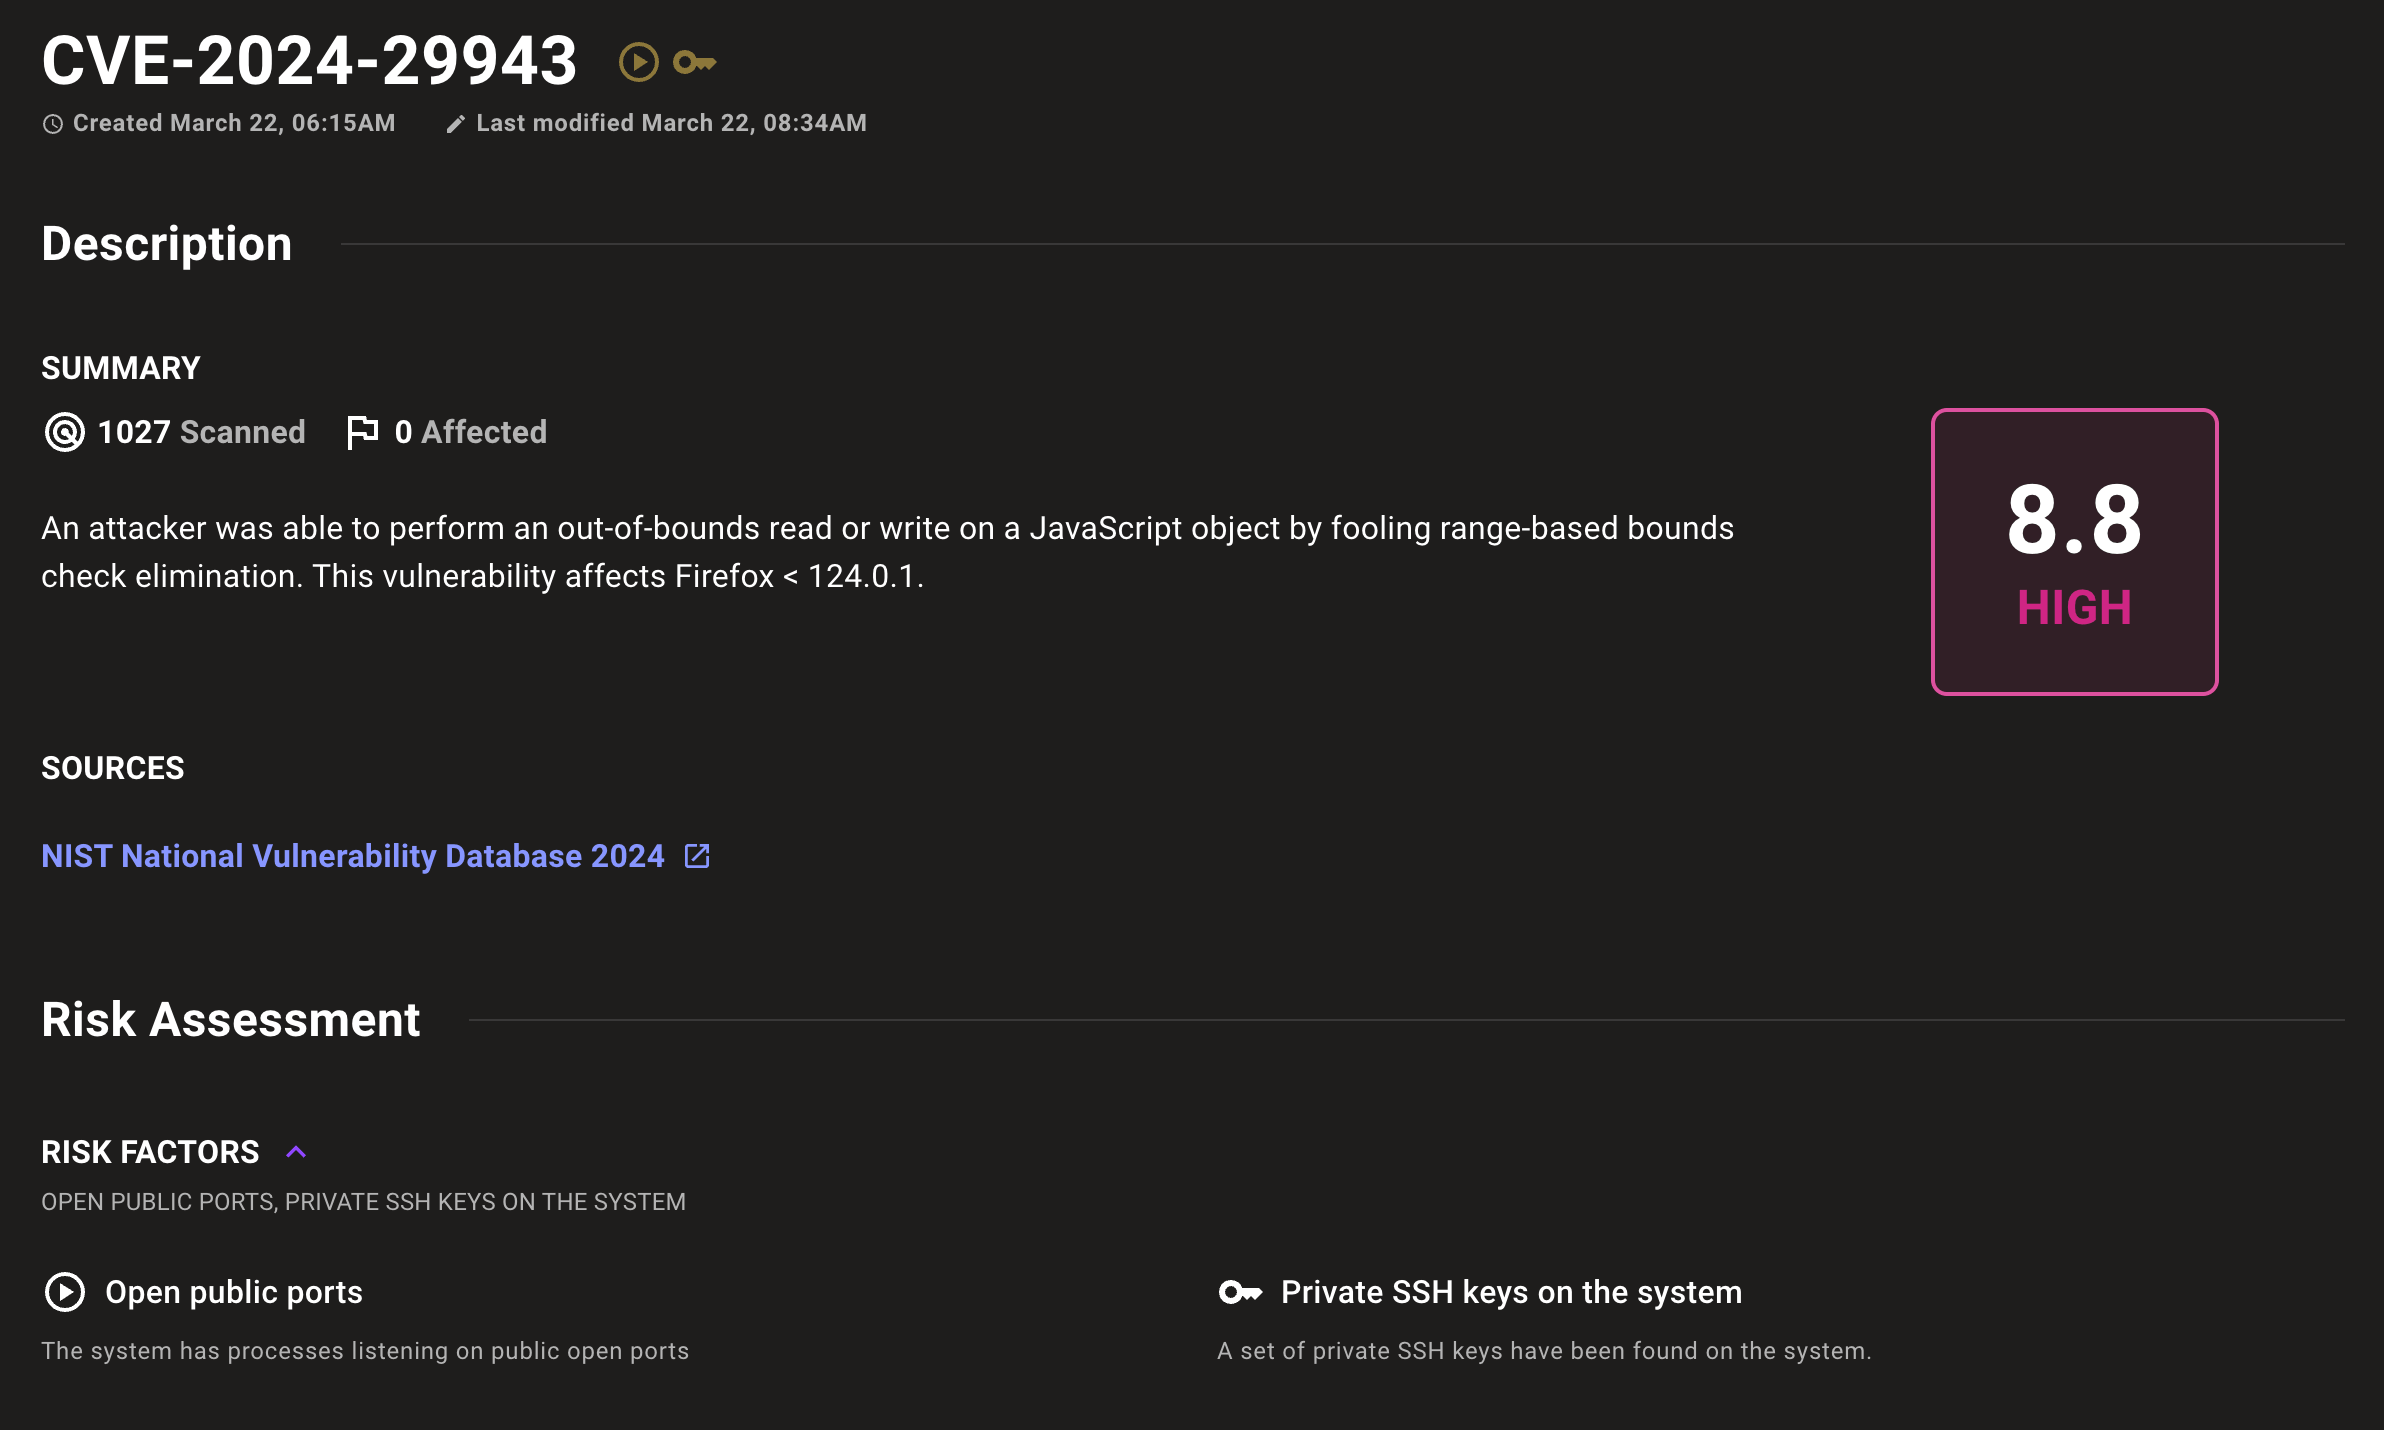 CVE-2024-29943
Created March 22, 06:15AM Last modified March 22, 08:34AM
Description
SUMMARY
1027 Scanned 0 Affected
An attacker was able to perform an out-of-bounds read or write on a JavaScript object by fooling range-based bounds
check elimination. This vulnerability affects Firefox < 124.0.1.
8.8
HIGH
SOURCES
NIST National Vulnerability Database 2024
Risk Assessment
RISK FACTORS
OPEN PUBLIC PORTS, PRIVATE SSH KEYS ON THE SYSTEM
Open public ports
The system has processes listening on public open ports
Private SSH keys on the system
A set of private SSH keys have been found on the system.